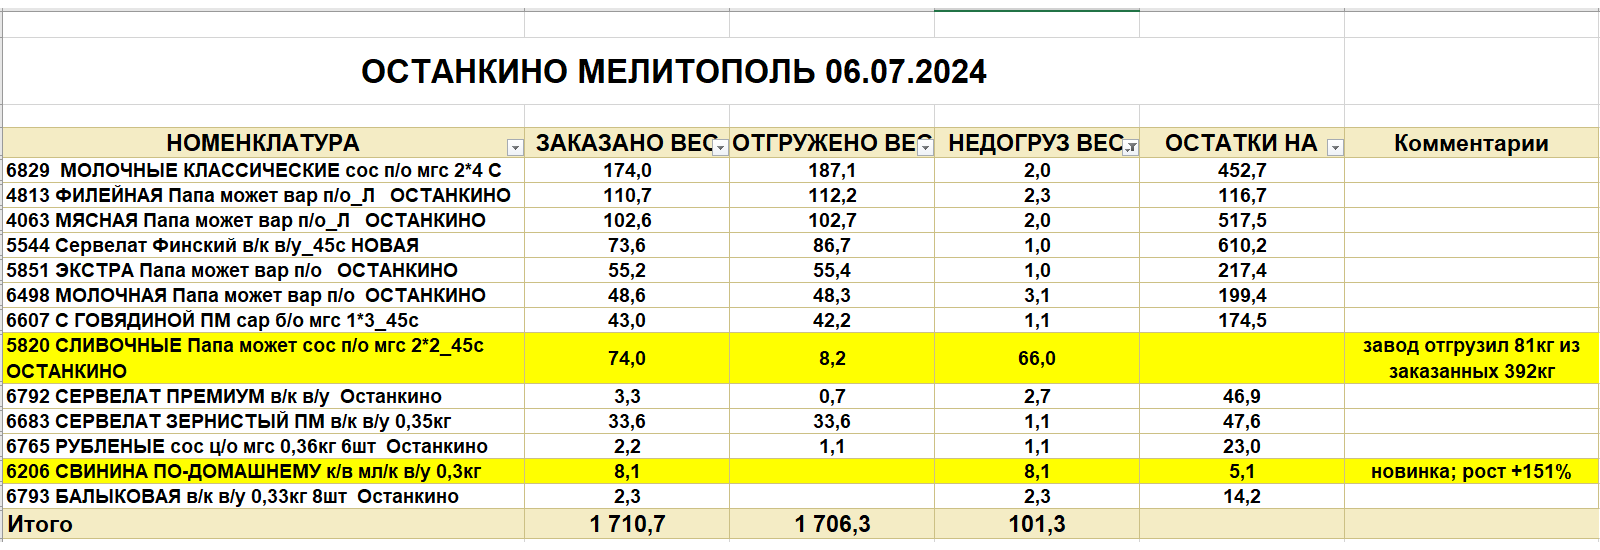 ОСТАНКИНО МЕЛИТОПОЛЬ 06.07.2024
НОМЕНКЛАТУРА ЗАКАЗАНО ВЕС ОТГРУЖЕНО ВЕС НЕДОГРУЗ ВЕС ОСТАТКИ НА Комментарии
6829 МОЛОЧНЫЕ КЛАССИЧЕСКИЕ сос п/о мгс 2*4 С 174,0 187,1 2,0 452,7
4813 ФИЛЕЙНАЯ Папа может вар п/о_Л ОСТАНКИНО 110,7 112,2 2,3 116,7
4063 МЯСНАЯ Папа может вар п/о_Л ОСТАНКИНО 102,6 102,7 2,0 517,5
5544 Сервелат Финский в/к в/у_45с НОВАЯ 73,6 86,7 1,0 610,2
5851 ЭКСТРА Папа может вар п/о ОСТАНКИНО 55,2 55,4 1,0 217,4
6498 МОЛОЧНАЯ Папа может вар п/о ОСТАНКИНО 48,6 48,3 3,1 199,4
6607 С ГОВЯДИНОЙ ПМ сар б/о мгс 1*3_45с 43,0 42,2 1,1 174,5
5820 СЛИВОЧНЫЕ Папа может сос п/о мгс 2*2_45с
ОСТАНКИНО 74,0 8,2 66,0 завод отгрузил 81кг из
заказанных 392кг
6792 СЕРВЕЛАТ ПРЕМИУМ в/к в/у Останкино 3,3 0,7 2,7 46,9
6683 СЕРВЕЛАТ ЗЕРНИСТЫЙ ПМ в/к в/у 0,35кг 33,6 33,6 1,1 47,6
6765 РУБЛЕНЫЕ сос ц/о мгс 0,36кг 6шт Останкино 2,2 1,1 1,1 23,0
6206 СВИНИНА ПО-ДОМАШНЕМУ к/в мл/к в/у 0,3кг 8,1 8,1 5,1 новинка; рост +151%
6793 БАЛЫКОВАЯ в/к в/у 0,33кг 8шт Останкино 2,3 2,3 14,2
Итого 1 710,7 1 706,3 101,3